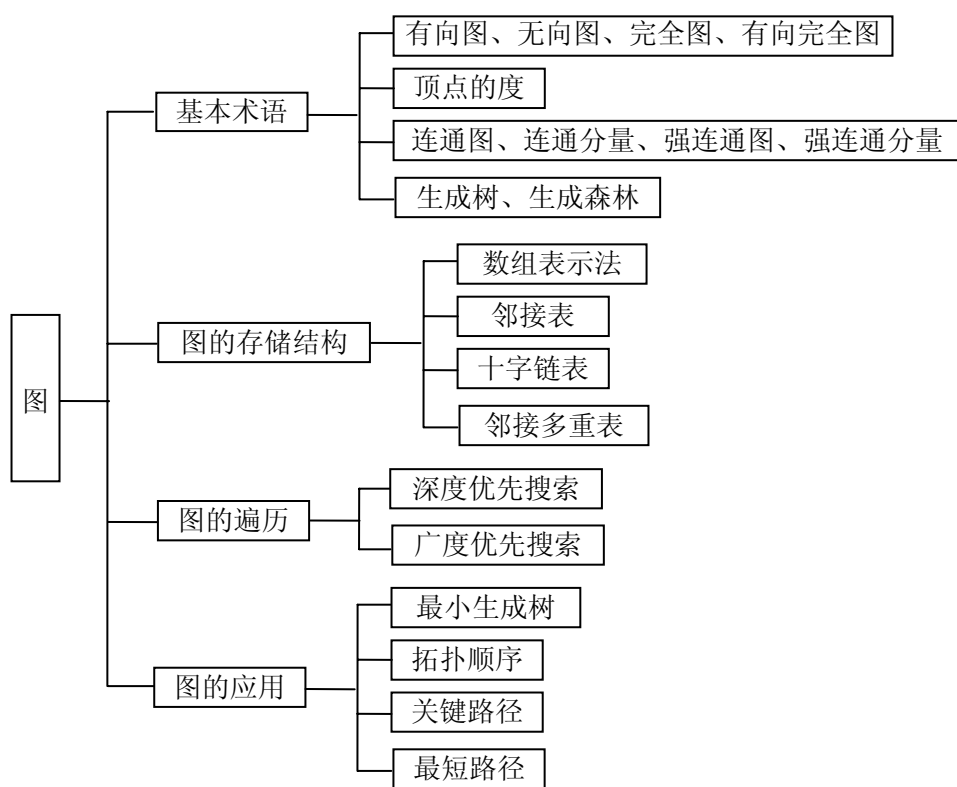 图
基本术语
有向图、无向图、完全图、有向完全图
顶点的度
连通图、连通分量、强连通图、强连通分量
生成树、生成森林
图的存储结构
数组表示法
邻接表
十字链表
邻接多重表
图的遍历
深度优先搜索
广度优先搜索
图的应用
最小生成树
拓扑顺序
关键路径
最短路径